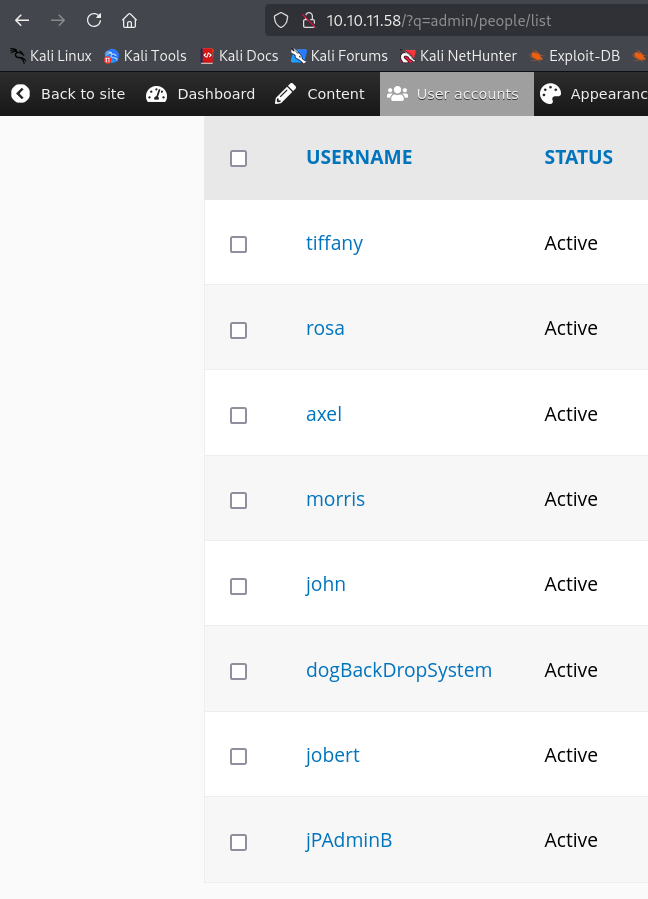 10.10.11.58/?q=admin/people/list
Kali Linux Kali Tools Kali Docs Kali Forums Kali NetHunter Exploit-DB
Back to site Dashboard Content User accounts Appearanc
USERNAME STATUS
tiffany Active
rosa Active
axel Active
morris Active
john Active
dogBackDropSystem Active
jobert Active
jPAdminB Active